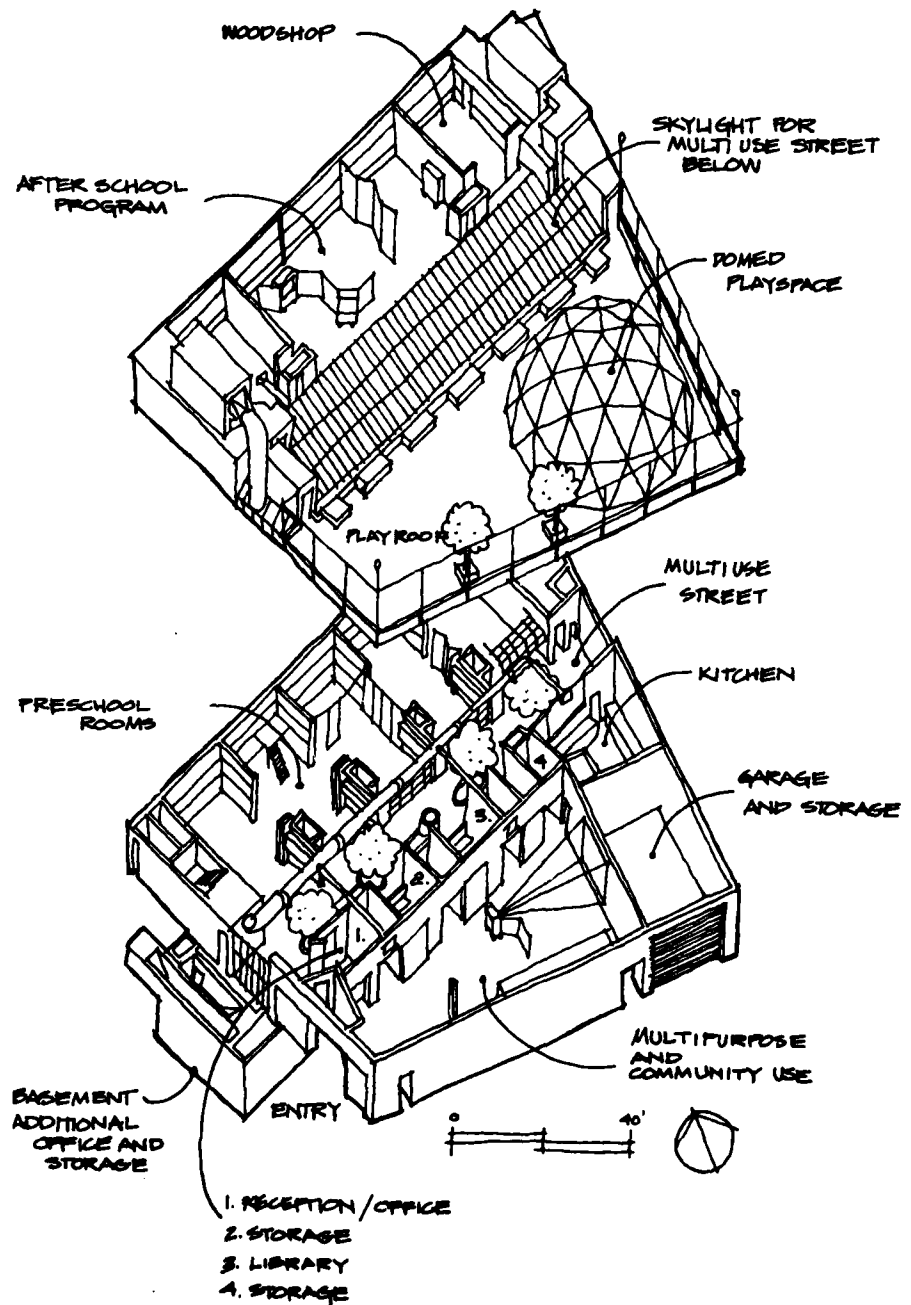 WOODSHOP
SKYLIGHT FOR
MULTI USE STREET
BELOW
AFTER SCHOOL
PROGRAM
DOMED
PLAYSPACE
PLAY ROOF
MULTI USE
STREET
KITCHEN
PRESCHOOL
ROOMS
GARAGE
AND STORAGE
4
3.
2.
1.
MULTIPURPOSE
AND
COMMUNITY USE
BASEMENT
ADDITIONAL
OFFICE AND
STORAGE
ENTRY
0 40'
1. RECEPTION/OFFICE
2. STORAGE
3. LIBRARY
4. STORAGE